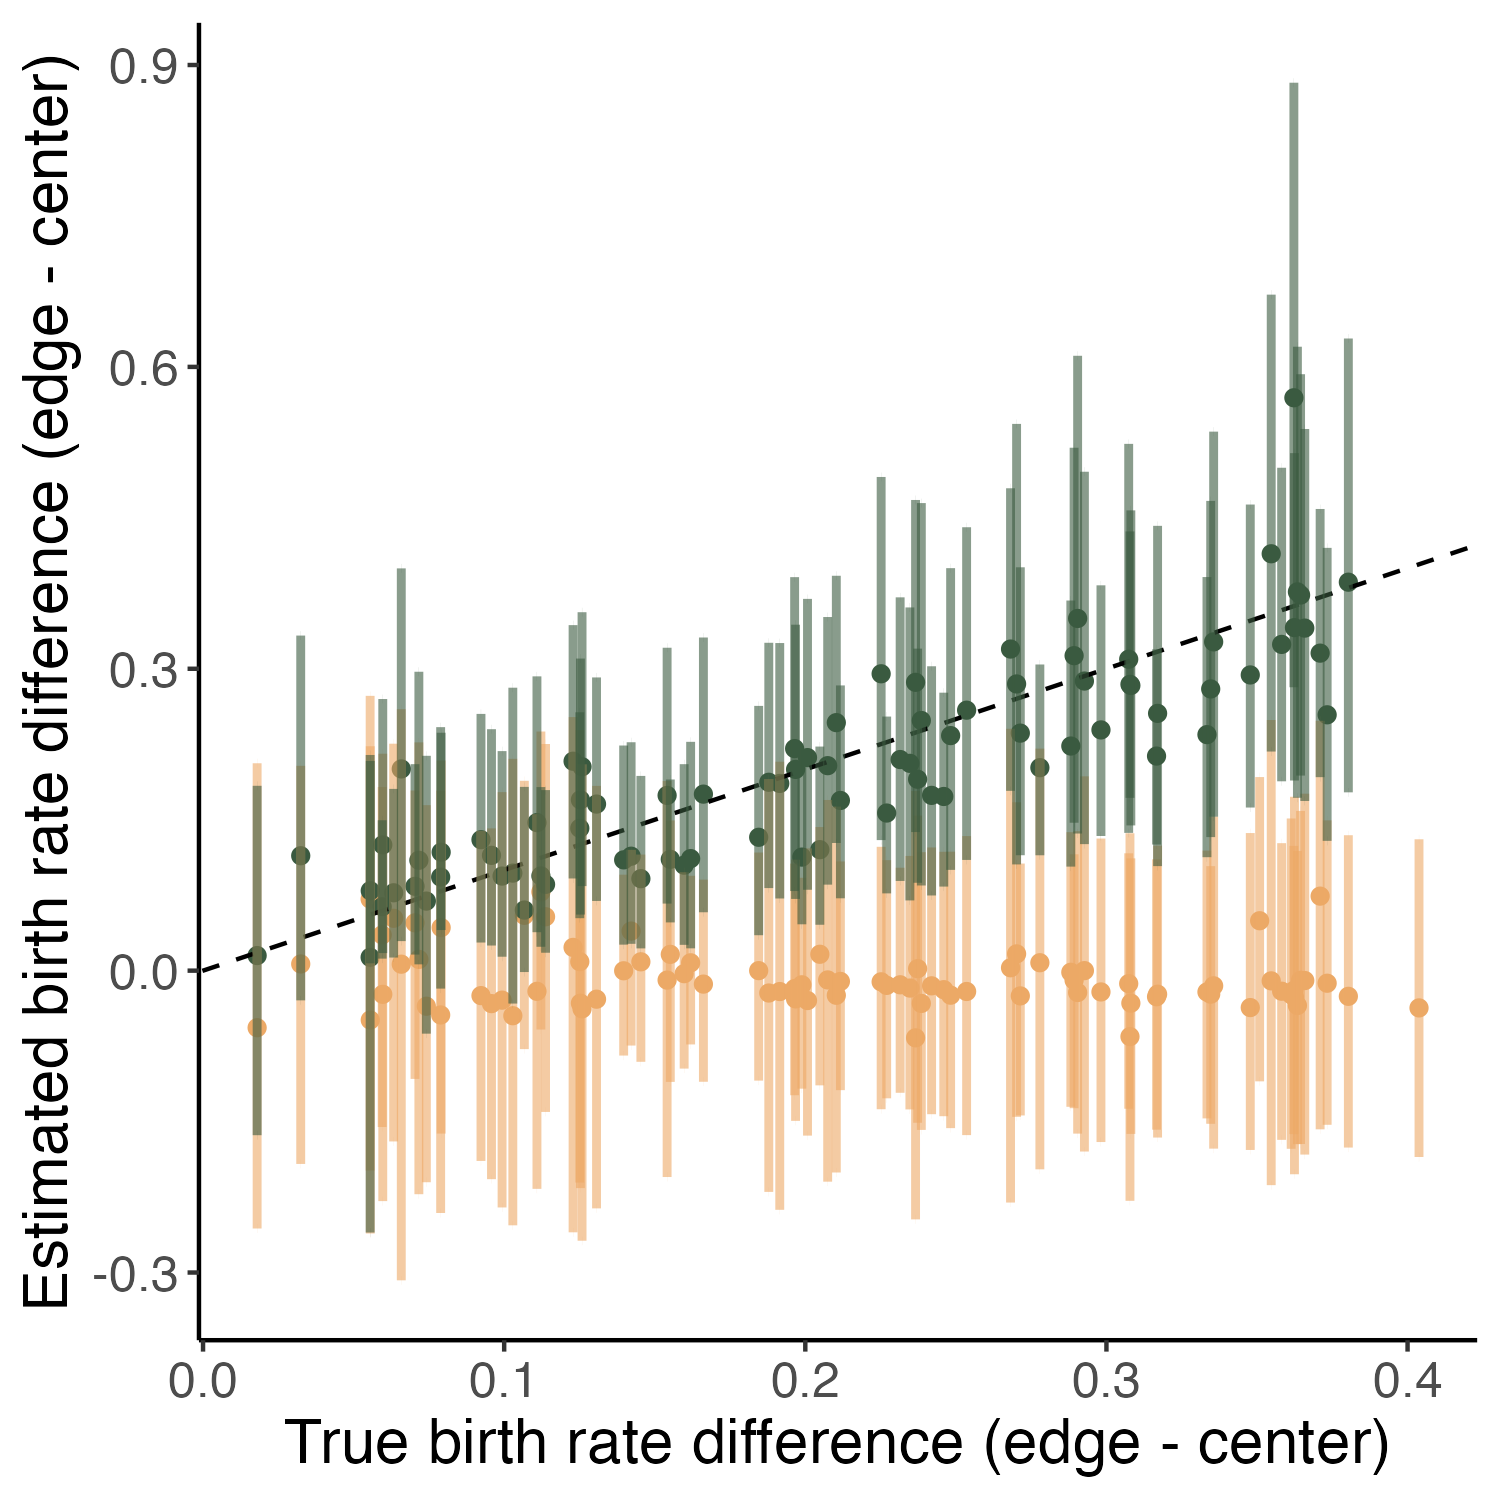 Estimated birth rate difference (edge - center)
0.9
0.6
0.3
0.0
-0.3
0.0 0.1 0.2 0.3 0.4
True birth rate difference (edge - center)